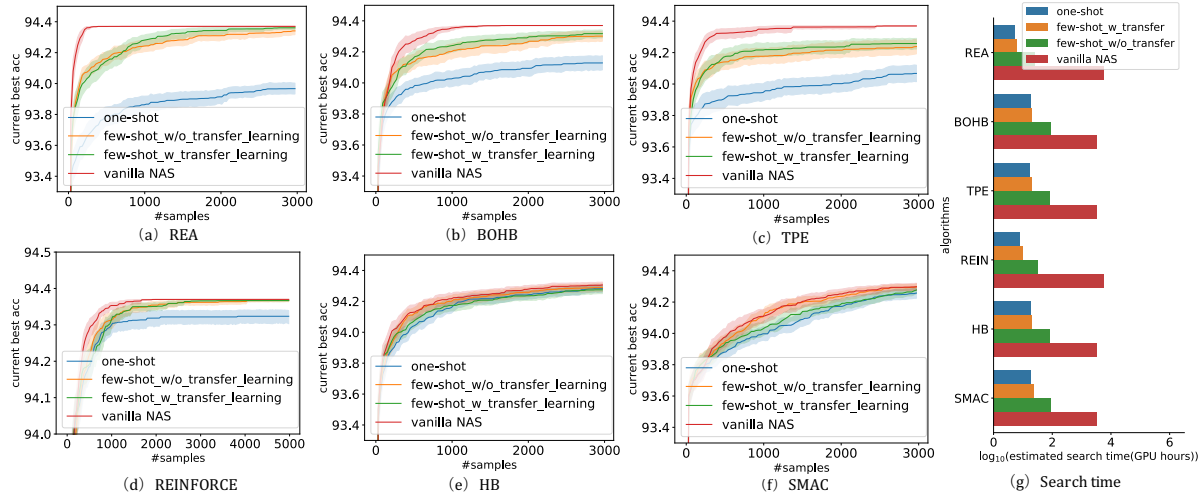 94.4
94.2
94.0
93.8
93.6
93.4
current best acc
one-shot
few-shot_w/o_transfer_learning
few-shot_w_transfer_learning
vanilla NAS
0 1000 2000 3000
#samples
(a) REA
94.4
94.2
94.0
93.8
93.6
93.4
current best acc
one-shot
few-shot_w/o_transfer_learning
few-shot_w_transfer_learning
vanilla NAS
0 1000 2000 3000
#samples
(b) BOHB
94.4
94.2
94.0
93.8
93.6
93.4
current best acc
one-shot
few-shot_w/o_transfer_learning
few-shot_w_transfer_learning
vanilla NAS
0 1000 2000 3000
#samples
(c) TPE
94.5
94.4
94.3
94.2
94.1
94.0
current best acc
one-shot
few-shot_w/o_transfer_learning
few-shot_w_transfer_learning
vanilla NAS
0 1000 2000 3000 4000 5000
#samples
(d) REINFORCE
94.4
94.2
94.0
93.8
93.6
93.4
current best acc
one-shot
few-shot_w/o_transfer_learning
few-shot_w_transfer_learning
vanilla NAS
0 1000 2000 3000
#samples
(e) HB
94.4
94.2
94.0
93.8
93.6
93.4
current best acc
one-shot
few-shot_w/o_transfer_learning
few-shot_w_transfer_learning
vanilla NAS
0 1000 2000 3000
#samples
(f) SMAC
one-shot
few-shot_w_transfer
few-shot_w/o_transfer
vanilla NAS
algorithms
REA
BOHB
TPE
REIN
HB
SMAC
0 2 4 6
log₁₀(estimated search time(GPU hours))
(g) Search time